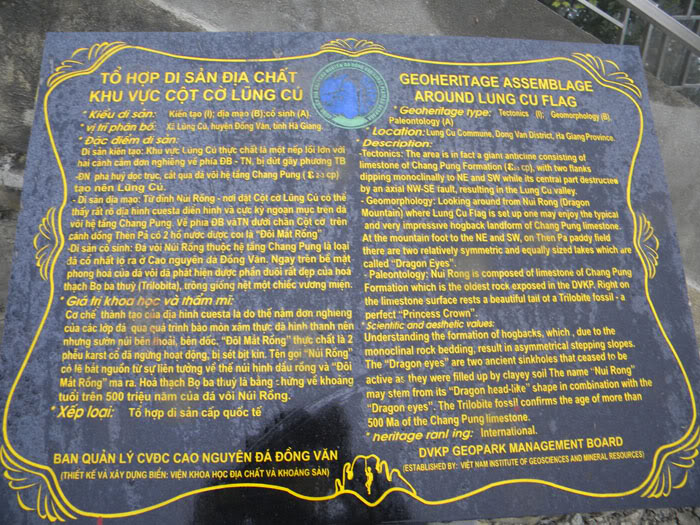 TỔ HỢP DI SẢN ĐỊA CHẤT
KHU VỰC CỘT CỜ LŨNG CÚ
* Kiểu di sản: Kiến tạo (I); địa mạo (B);cổ sinh (A).
* Vị trí phân bố: Xã Lũng Cú, huyện Đồng Văn, tỉnh Hà Giang.
* Đặc điểm di sản:
- Di sản kiến tạo: Khu vực Lũng Cú thực chất là một nếp lồi lớn với
hai cánh cắm đơn nghiêng về phía ĐB - TN, bị đứt gãy phương TB
-ĐN phá huỷ dọc trục, cắt qua đá vôi hệ tầng Chang Pung (Ɛ₃ cp)
tạo nên Lũng Cú.
- Di sản địa mạo: Từ đỉnh Núi Rồng - nơi đặt Cột cờ Lũng Cú có thể
thấy rất rõ địa hình cuesta điển hình và cực kỳ ngoạn mục trên đá
vôi hệ tầng Chang Pung. Về phía ĐB vàTN dưới chân Cột cờ trên
cánh đồng Thèn Pả có 2 hồ nước được coi là "Đôi Mắt Rồng"
-Di sản cổ sinh: Đá vôi Núi Rồng thuộc hệ tầng Chang Pung là loại
đá cổ nhất lộ ra ở Cao nguyên đá Đồng Văn. Ngay trên bề mặt
phong hoá của đá vôi đã phát hiện được phần đuôi rất đẹp của hoá
thạch Bọ ba thuỳ (Trilobita), trông giống hệt một chiếc vương miện.
* Giá trị khoa học và thẩm mĩ:
Cơ chế thành tạo của địa hình cuesta là do thế nằm đơn nghiêng
của các lớp đá qua quá trình bào mòn xâm thực đã hình thành nên
những sườn núi bên thoải, bên dốc. "Đôi Mắt Rồng" thực chất là 2
phễu karst cổ đã ngừng hoạt động, bị sét bịt kín. Tên gọi "Núi Rồng"
có lẽ bắt nguồn từ sự liên tưởng về thế núi hình đầu rồng và "Đôi
Mắt Rồng" mà ra. Hoá thạch Bọ ba thuỳ là bằng chứng về khoảng
tuổi trên 500 triệu năm của đá vôi Núi Rồng.
* Xếp loại: Tổ hợp di sản cấp quốc tế
BAN QUẢN LÝ CVĐC CAO NGUYÊN ĐÁ ĐỒNG VĂN
(THIẾT KẾ VÀ XÂY DỰNG BIỂN: VIỆN KHOA HỌC ĐỊA CHẤT VÀ KHOÁNG SẢN)
GEOHERITAGE ASSEMBLAGE
AROUND LUNG CU FLAG
* Geoheritage type: Tectonics (I); Geomorphology (B),
Paleontology (A)
* Location: Lung Cu Commune, Dong Van District, Ha Giang Province.
* Description:
-Tectonics: The area is in fact a giant anticline consisting of
limestone of Chang Pung Formation (Ɛ₃ cp), with two flanks
dipping monoclinally to NE and SW while its central part destructed
by an axial NW-SE fault, resulting in the Lung Cu valley.
- Geomorphology: Looking around from Nui Rong (Dragon
Mountain) where Lung Cu Flag is set up one may enjoy the typical
and very impressive hogback landform of Chang Pung limestone.
At the mountain foot to the NE and SW, on Then Pa paddy field
there are two relatively symmetric and equally sized lakes which are
called "Dragon Eyes".
- Paleontology: Nui Rong is composed of limestone of Chang Pung
Formation which is the oldest rock exposed in the DVKP. Right on
the limestone surface rests a beautiful tail of a Trilobite fossil - a
perfect "Princess Crown".
* Scientific and aesthetic values:
Understanding the formation of hogbacks, which , due to the
monoclinal rock bedding, result in asymmetrical stepping slopes.
The "Dragon eyes" are two ancient sinkholes that ceased to be
active as they were filled up by clayey soil The name "Nui Rong"
may stem from its "Dragon head-like" shape in combination with the
"Dragon eyes". The Trilobite fossil confirms the age of more than
500 Ma of the Chang Pung limestone.
* heritage ranl ing: International.
DVKP GEOPARK MANAGEMENT BOARD
(ESTABLISHED BY: VIỆT NAM INSTITUTE OF GEOSCIENCES AND MINERAL RESOURCES)